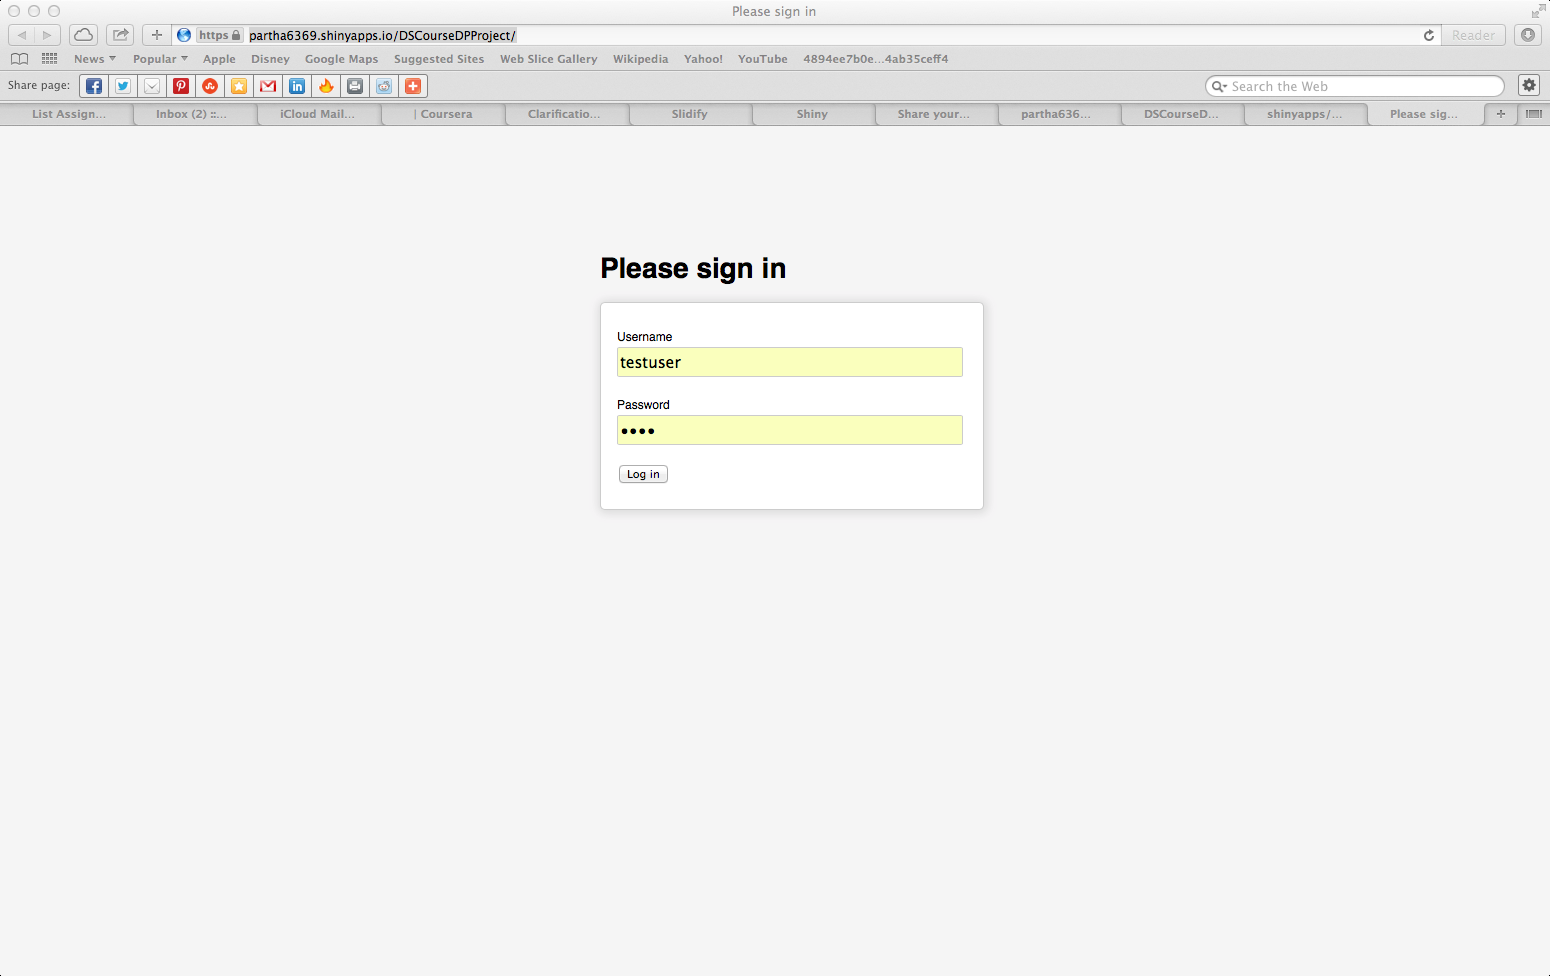 Please sign in
https partha6369.shinyapps.io/DSCourseDPProject/ Reader
News Popular Apple Disney Google Maps Suggested Sites Web Slice Gallery Wikipedia Yahoo! YouTube 4894ee7b0e...4ab35ceff4
Share page: Search the Web
List Assign... Inbox (2) ::... iCloud Mail... | Coursera Clarificatio... Slidify Shiny Share your... partha636... DSCourseD... shinyapps/... Please sig...
Please sign in
Username
testuser
Password
Log in